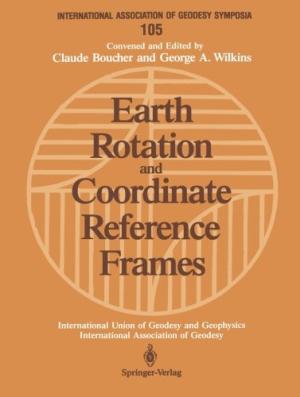 INTERNATIONAL ASSOCIATION OF GEODESY SYMPOSIA
105
Convened and Edited by
Claude Boucher and George A. Wilkins
Earth
Rotation
and
Coordinate
Reference
Frames
International Union of Geodesy and Geophysics
International Association of Geodesy
Springer-Verlag